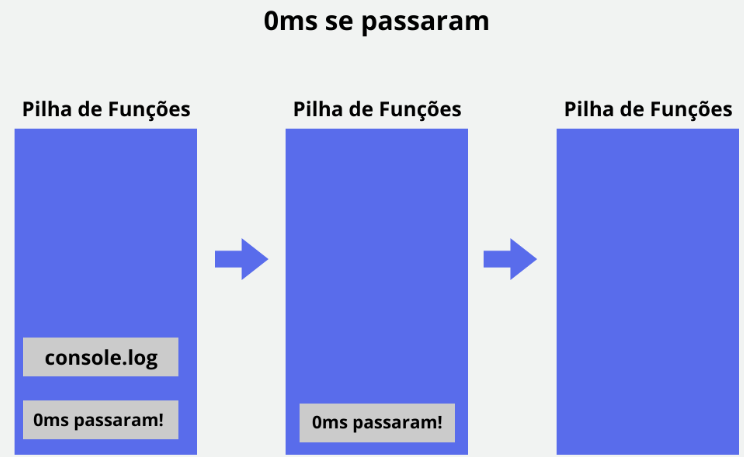 0ms se passaram
Pilha de Funções
Pilha de Funções
Pilha de Funções
console.log
0ms passaram!
0ms passaram!